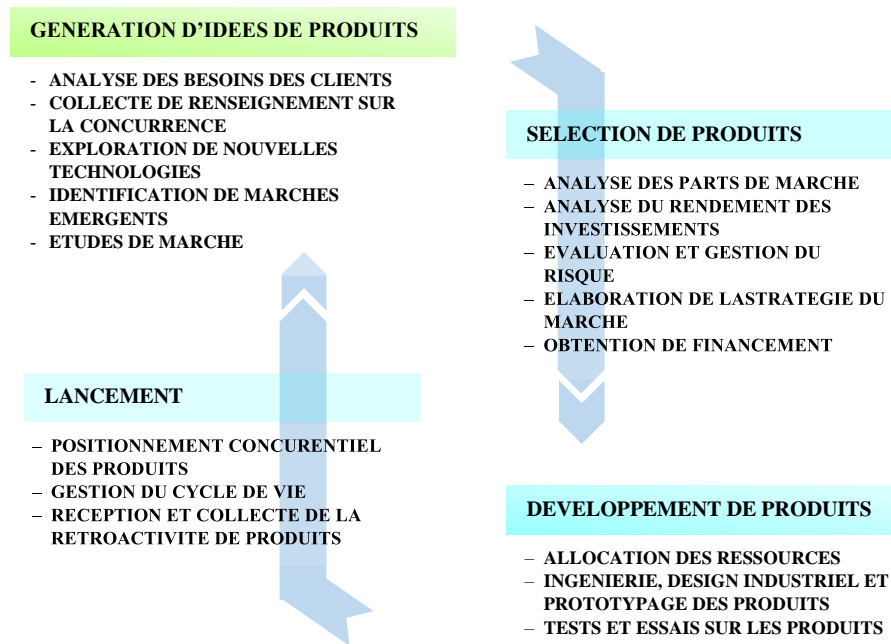 GENERATION D’IDEES DE PRODUITS
- ANALYSE DES BESOINS DES CLIENTS
- COLLECTE DE RENSEIGNEMENT SUR
LA CONCURRENCE
- EXPLORATION DE NOUVELLES
TECHNOLOGIES
- IDENTIFICATION DE MARCHES
EMERGENTS
- ETUDES DE MARCHE
SELECTION DE PRODUITS
– ANALYSE DES PARTS DE MARCHE
– ANALYSE DU RENDEMENT DES
INVESTISSEMENTS
– EVALUATION ET GESTION DU
RISQUE
– ELABORATION DE LASTRATEGIE DU
MARCHE
– OBTENTION DE FINANCEMENT
LANCEMENT
– POSITIONNEMENT CONCURENTIEL
DES PRODUITS
– GESTION DU CYCLE DE VIE
– RECEPTION ET COLLECTE DE LA
RETROACTIVITE DE PRODUITS
DEVELOPPEMENT DE PRODUITS
– ALLOCATION DES RESSOURCES
– INGENIERIE, DESIGN INDUSTRIEL ET
PROTOTYPAGE DES PRODUITS
– TESTS ET ESSAIS SUR LES PRODUITS